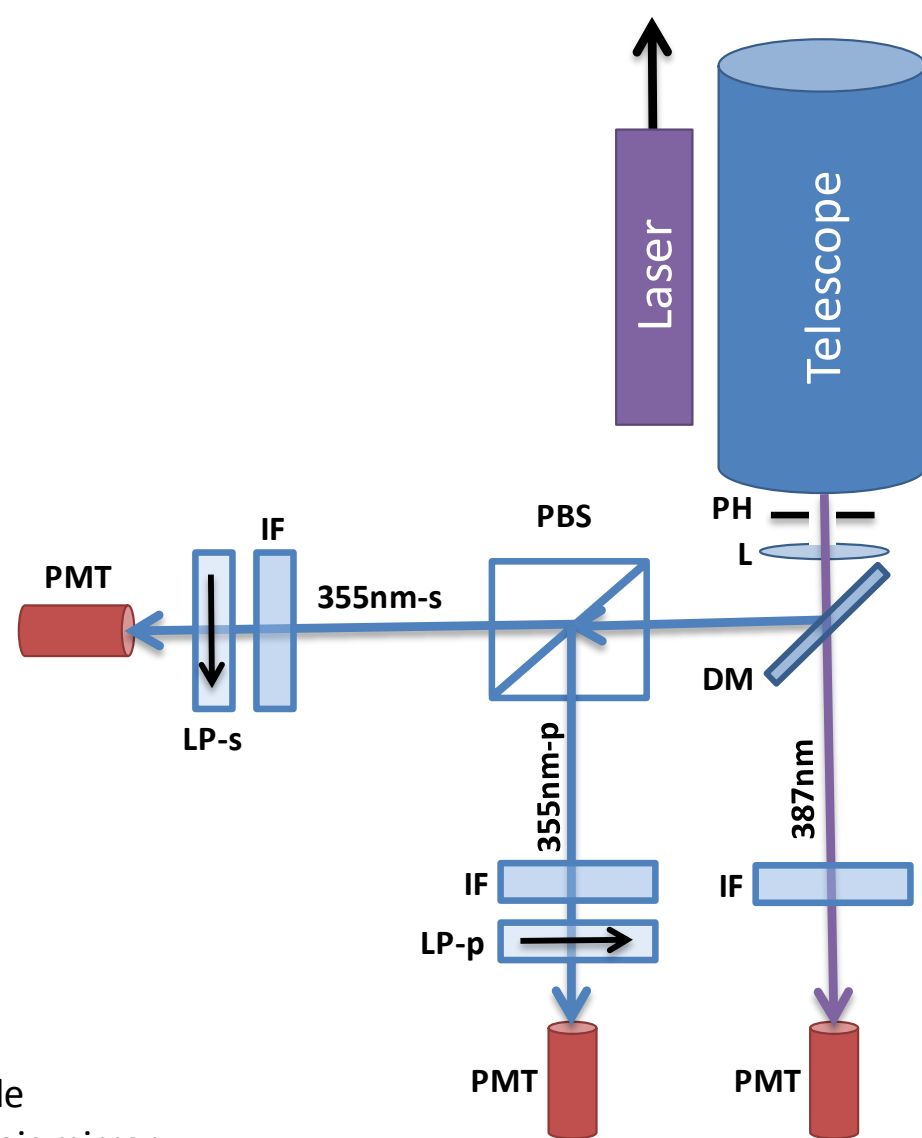 Laser
Telescope
PH
L
DM
PBS
IF
355nm-s
PMT
LP-s
355nm-p
387nm
IF
IF
LP-p
PMT
PMT